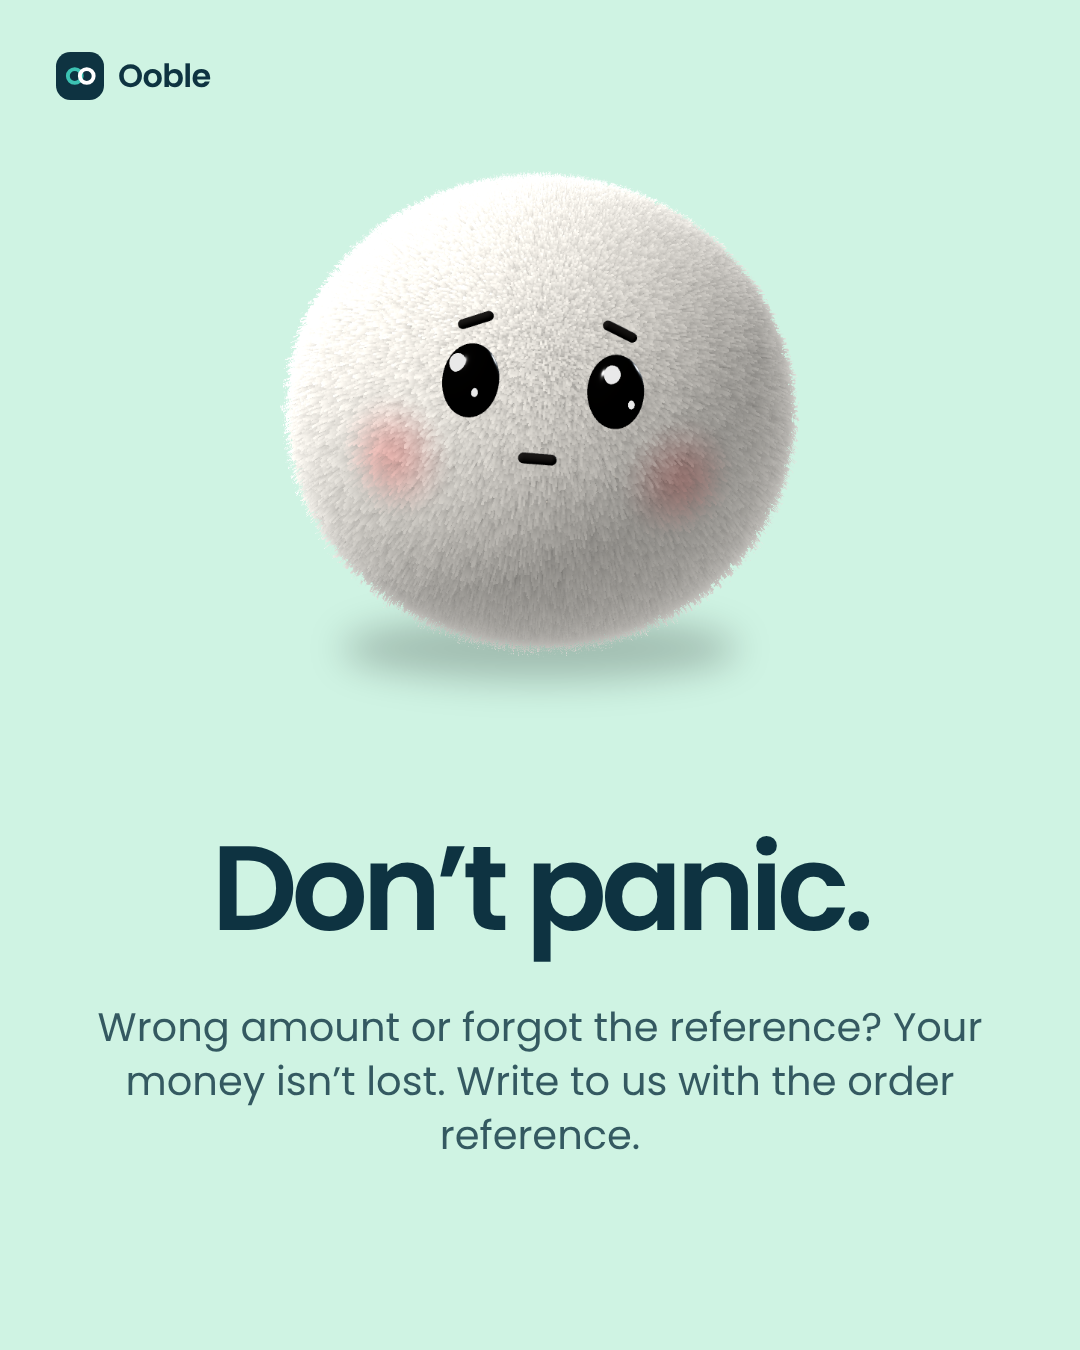 Ooble
Don’t panic.
Wrong amount or forgot the reference? Your
money isn’t lost. Write to us with the order
reference.